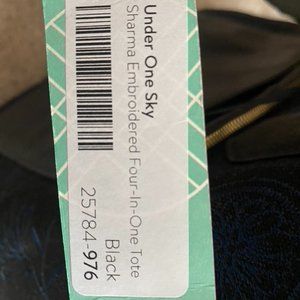 Under One Sky
Sharma Embroidered Four-In-One Tote
Black
25784-976